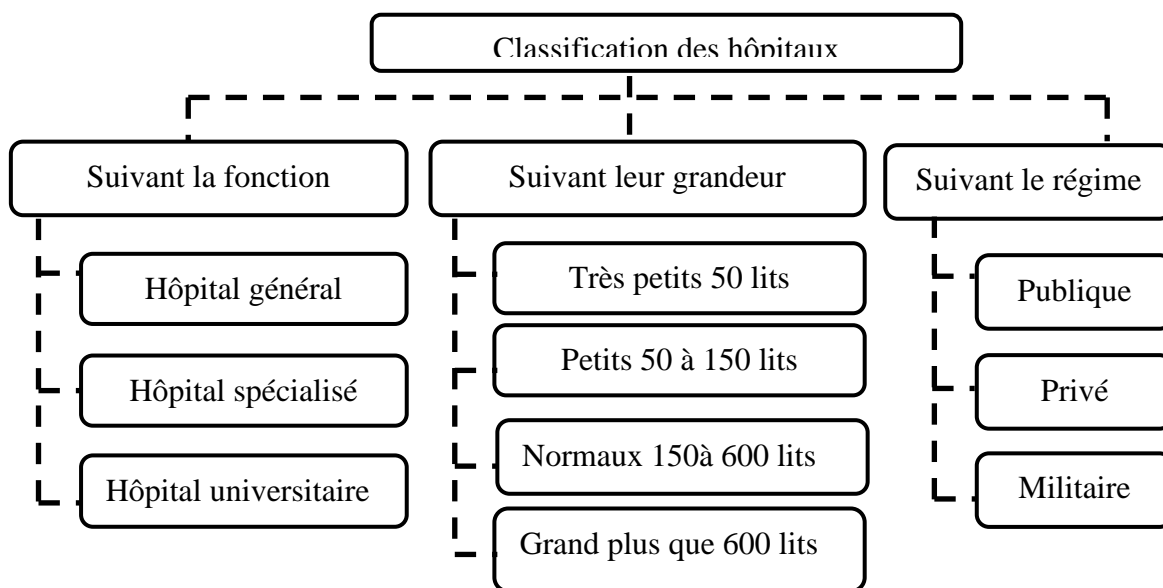 Classification des hôpitaux
Suivant la fonction
Hôpital général
Hôpital spécialisé
Hôpital universitaire
Suivant leur grandeur
Très petits 50 lits
Petits 50 à 150 lits
Normaux 150à 600 lits
Grand plus que 600 lits
Suivant le régime
Publique
Privé
Militaire